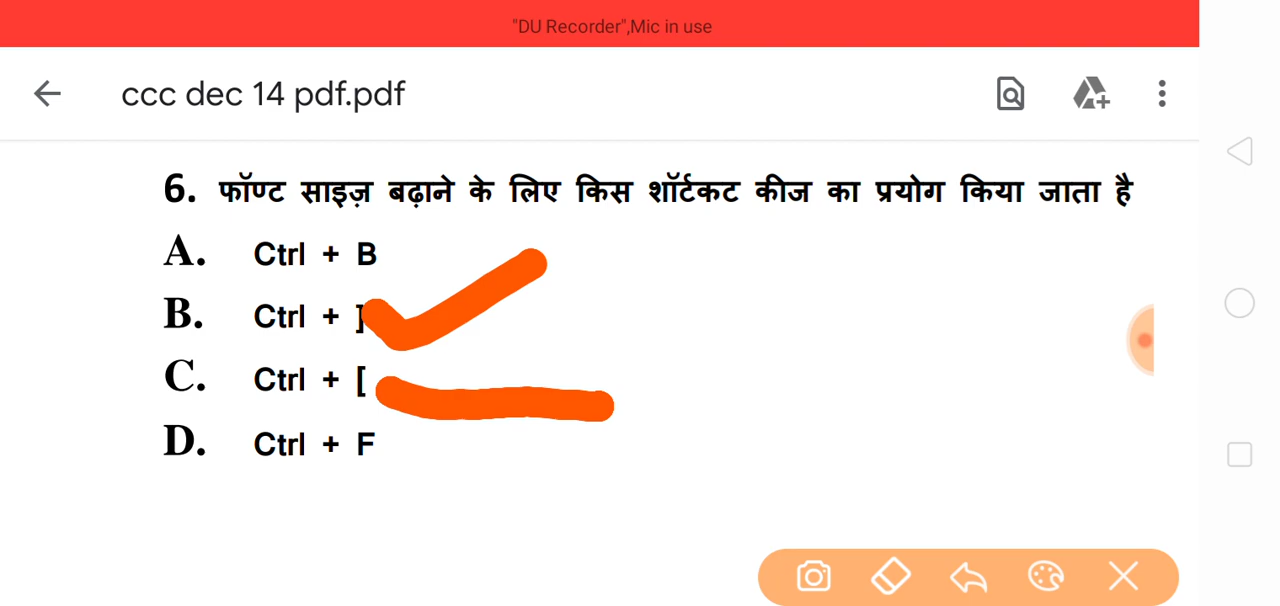 "DU Recorder",Mic in use
ccc dec 14 pdf.pdf
6. फॉण्ट साइज़ बढ़ाने के लिए किस शॉर्टकट कीज का प्रयोग किया जाता है
A. Ctrl + B
B. Ctrl + ]
C. Ctrl + [
D. Ctrl + F